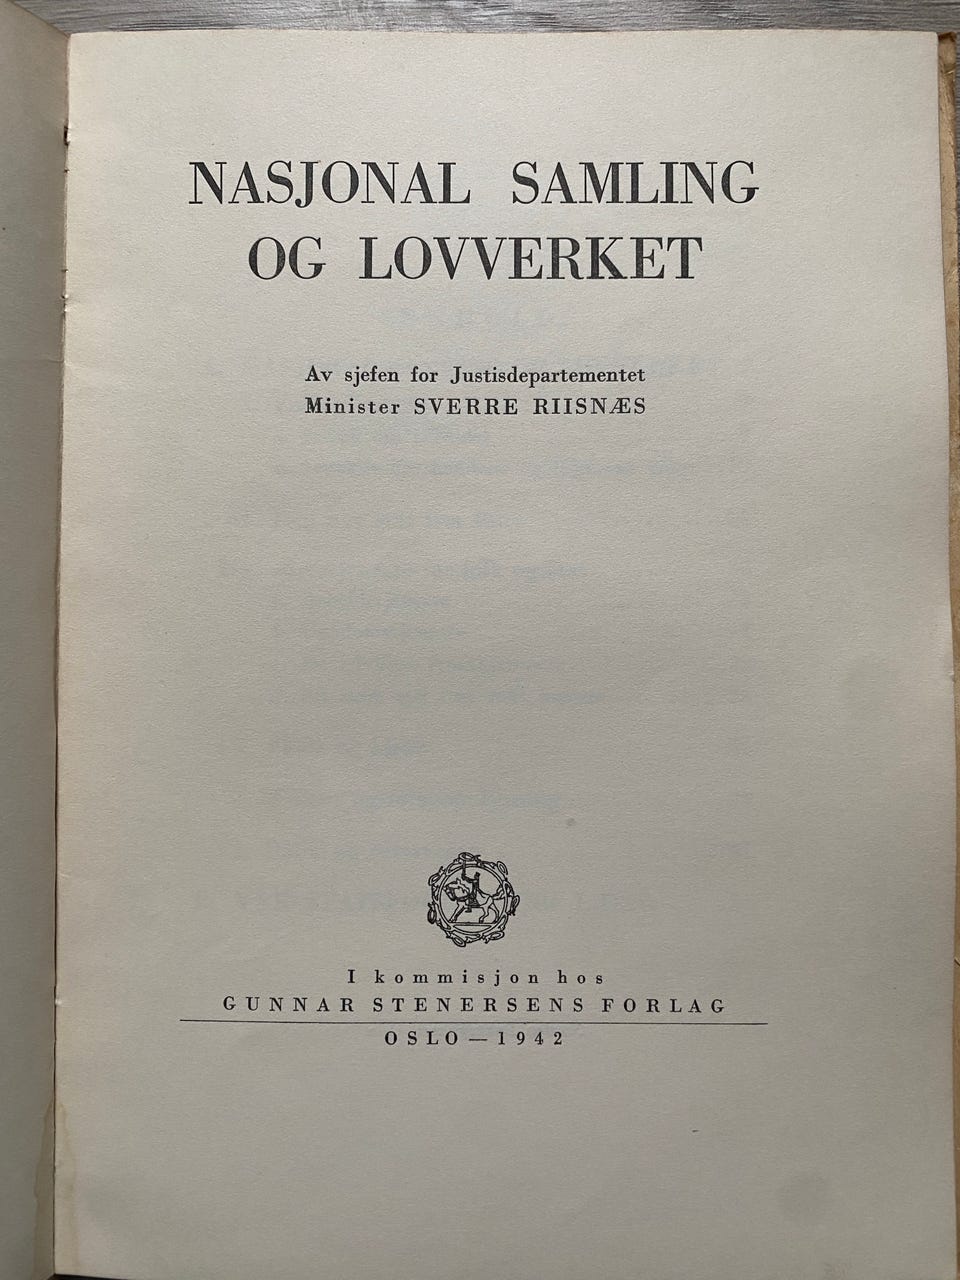 NASJONAL SAMLING
OG LOVVERKET
Av sjefen for Justisdepartementet
Minister SVERRE RIISNÆS
I kommisjon hos
GUNNAR STENERSENS FORLAG
OSLO — 1942